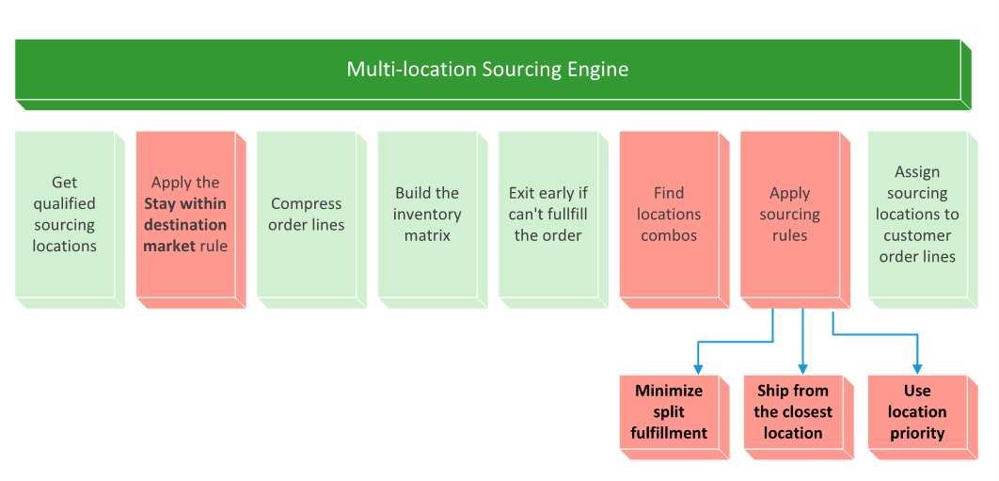 Multi-location Sourcing Engine
Get
qualified
sourcing
locations
Apply the
Stay within
destination
market rule
Compress
order lines
Build the
inventory
matrix
Exit early if
can't fullfill
the order
Find
locations
combos
Apply
sourcing
rules
Assign
sourcing
locations to
customer
order lines
Minimize
split
fulfillment
Ship from
the closest
location
Use
location
priority